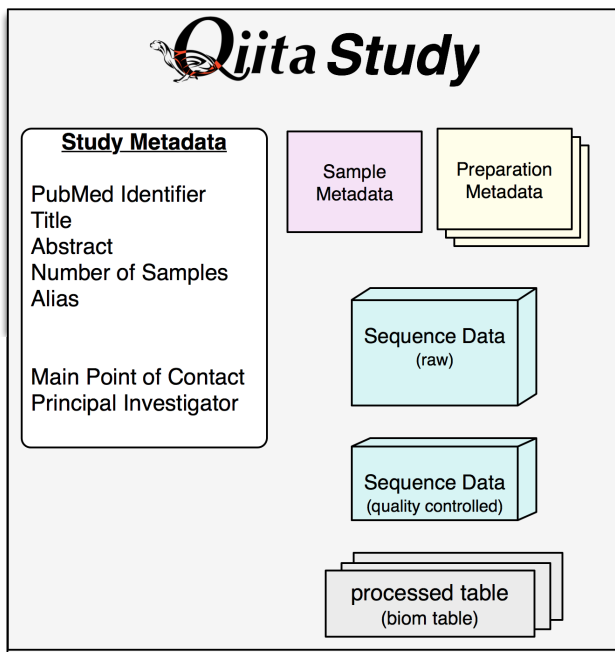 Qiita Study
Study Metadata
PubMed Identifier
Title
Abstract
Number of Samples
Alias
Main Point of Contact
Principal Investigator
Sample
Metadata
Preparation
Metadata
Sequence Data
(raw)
Sequence Data
(quality controlled)
processed table
(biom table)